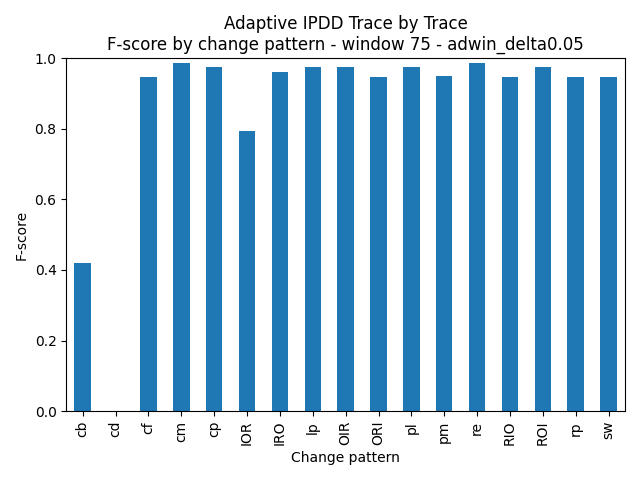 Adaptive IPDD Trace by Trace
F-score by change pattern - window 75 - adwin_delta0.05
F-score
1.0
0.8
0.6
0.4
0.2
0.0
cb
cd
cf
cm
cp
IOR
IRO
lp
OIR
ORI
pl
pm
re
RIO
ROI
rp
sw
Change pattern